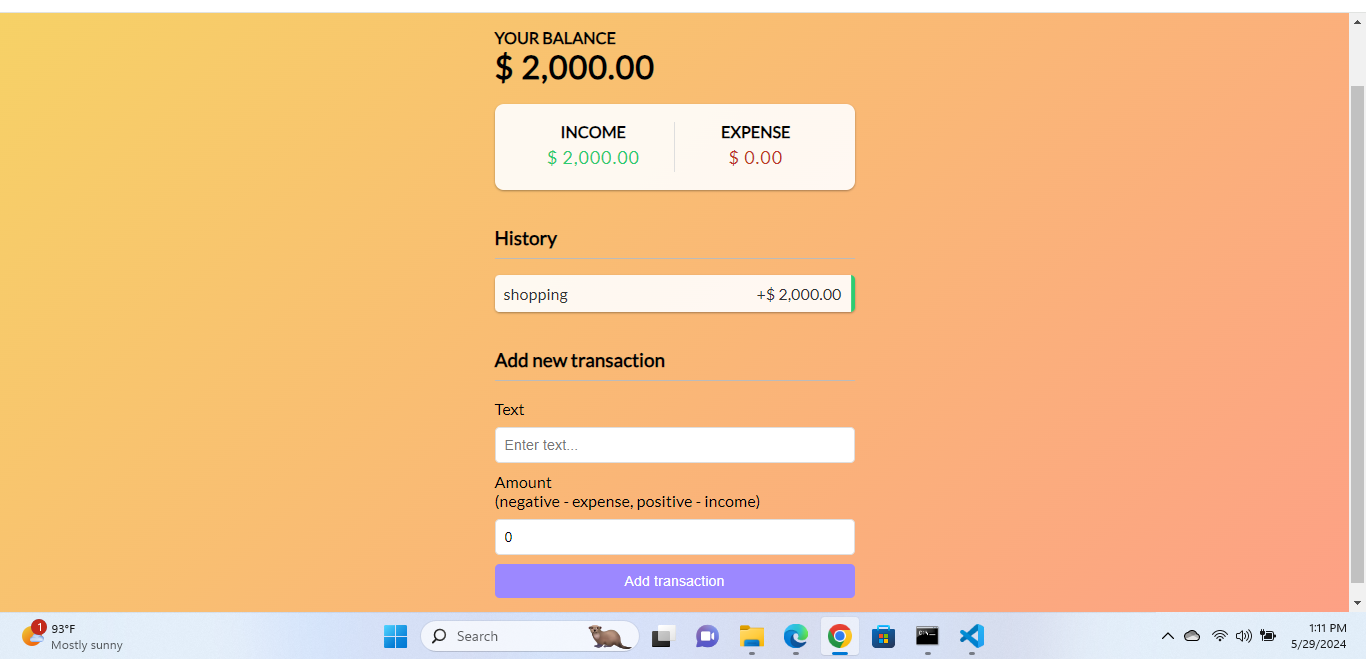 YOUR BALANCE
$ 2,000.00
INCOME
$ 2,000.00
EXPENSE
$ 0.00
History
shopping +$ 2,000.00
Add new transaction
Text
Enter text...
Amount
(negative - expense, positive - income)
0
Add transaction
1
93°F
Mostly sunny
Search
1:11 PM
5/29/2024